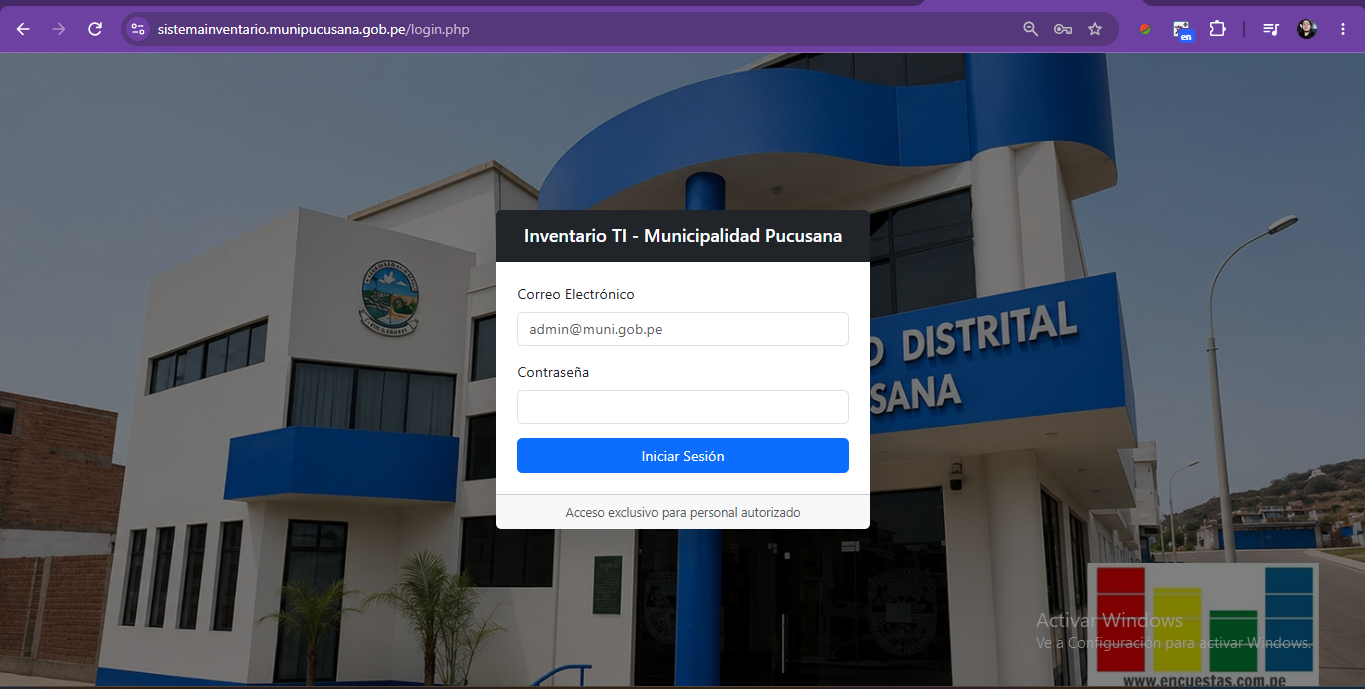 sistemainventario.munipucusana.gob.pe/login.php
en
Inventario TI - Municipalidad Pucusana
Correo Electrónico
admin@muni.gob.pe
Contraseña
Iniciar Sesión
Acceso exclusivo para personal autorizado
DISTRITAL
Activar Windows
Ve a Configuración para activar Windows.
www.encuestas.com.pe